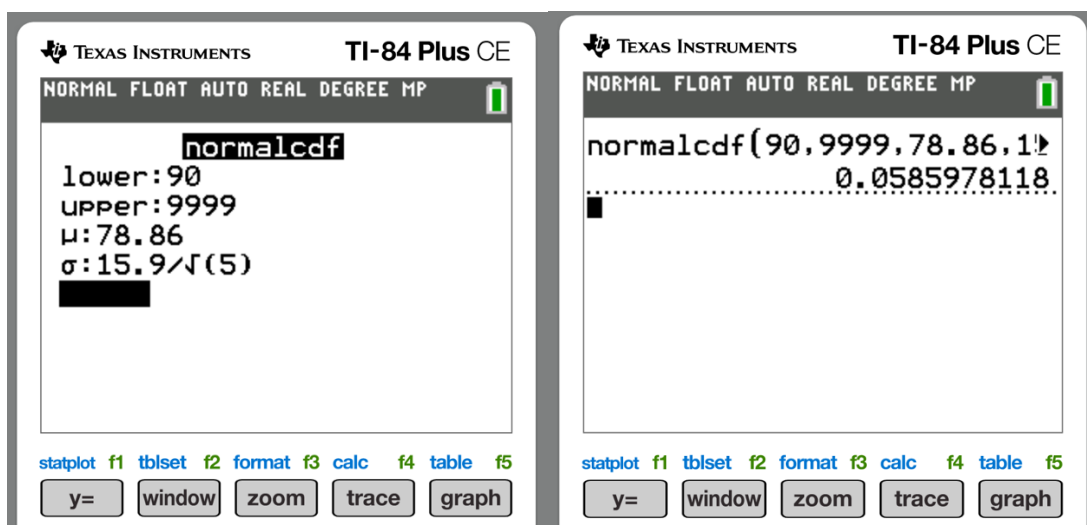 TEXAS INSTRUMENTS TI-84 Plus CE
NORMAL FLOAT AUTO REAL DEGREE MP
normalcdf
lower:90
upper:9999
μ:78.86
σ:15.9/√(5)
statplot f1 tblset f2 format f3 calc f4 table f5
y= window zoom trace graph
TEXAS INSTRUMENTS TI-84 Plus CE
NORMAL FLOAT AUTO REAL DEGREE MP
normalcdf(90,9999,78.86,1
0.0585978118
statplot f1 tblset f2 format f3 calc f4 table f5
y= window zoom trace graph